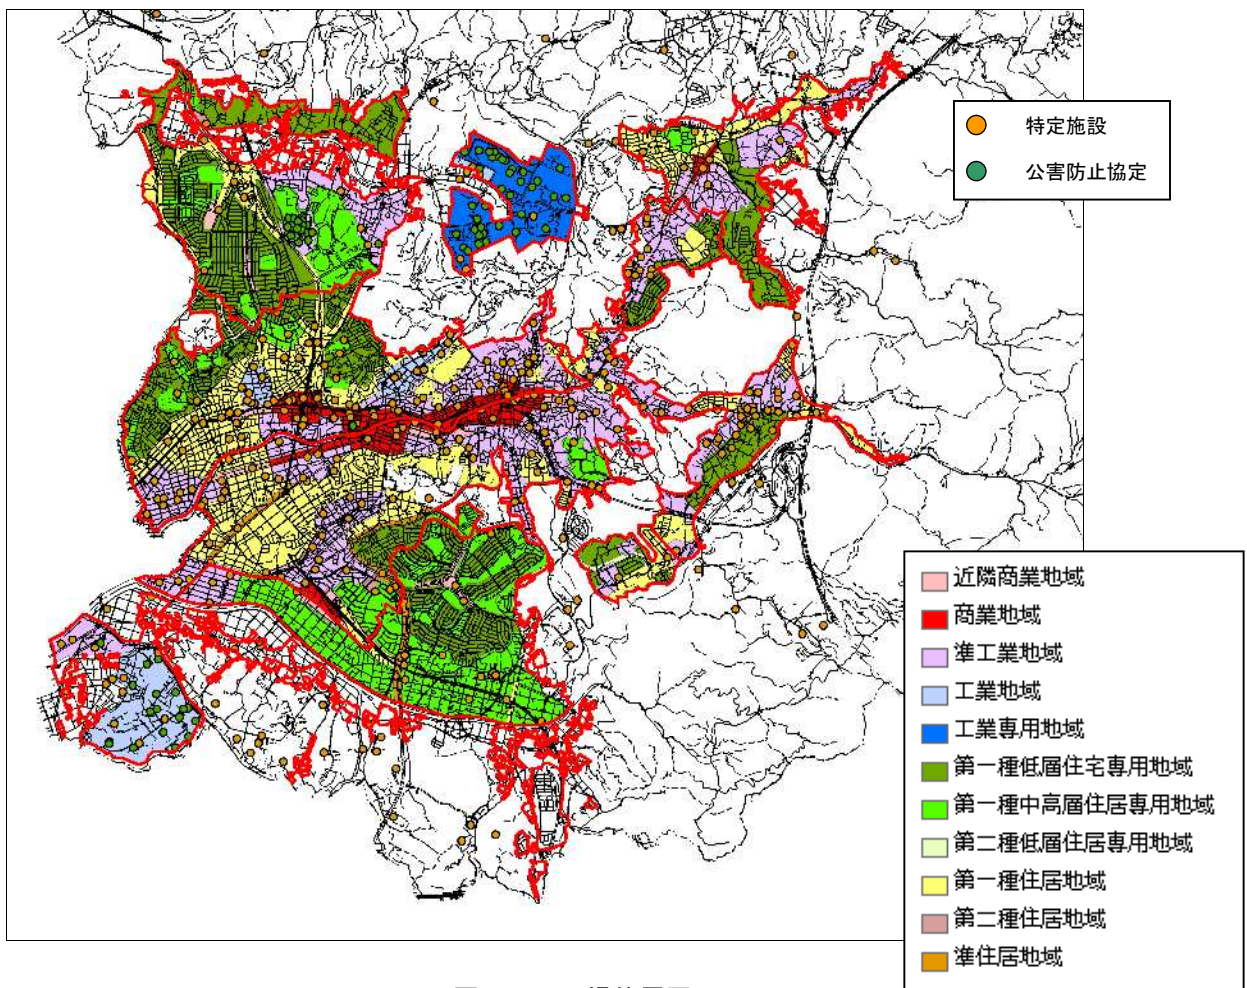 特定施設
公害防止協定
近隣商業地域
商業地域
準工業地域
工業地域
工業専用地域
第一種低層住宅専用地域
第一種中高層住居専用地域
第二種低層住居専用地域
第一種住居地域
第二種住居地域
準住居地域